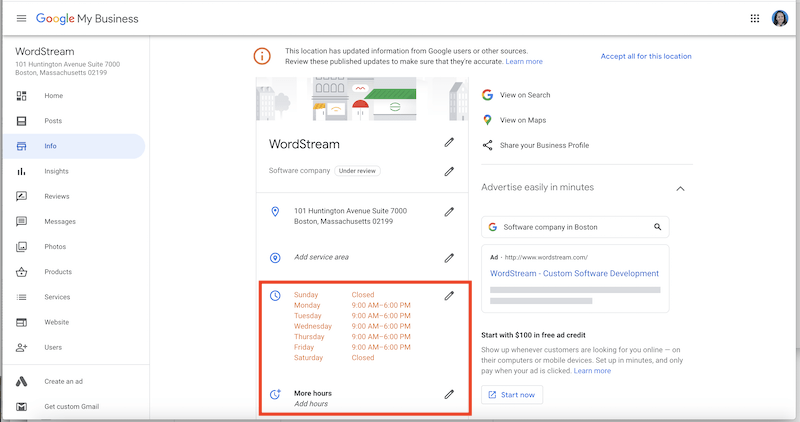 Google My Business
WordStream
101 Huntington Avenue Suite 7000
Boston, Massachusetts 02199
Home
Posts
Info
Insights
Reviews
Messages
Photos
Products
Services
Website
Users
Create an ad
Get custom Gmail
This location has updated information from Google users or other sources.
Review these published updates to make sure that they're accurate. Learn more
Accept all for this location
WordStream
Software company Under review
101 Huntington Avenue Suite 7000
Boston, Massachusetts 02199
Add service area
Sunday Closed
Monday 9:00 AM–6:00 PM
Tuesday 9:00 AM–6:00 PM
Wednesday 9:00 AM–6:00 PM
Thursday 9:00 AM–6:00 PM
Friday 9:00 AM–6:00 PM
Saturday Closed
More hours
Add hours
View on Search
View on Maps
Share your Business Profile
Advertise easily in minutes
Software company in Boston
Ad · http://www.wordstream.com/
WordStream - Custom Software Development
Start with $100 in free ad credit
Show up whenever customers are looking for you online — on
their computers or mobile devices. Set up in minutes, and only
pay when your ad is clicked. Learn more
Start now